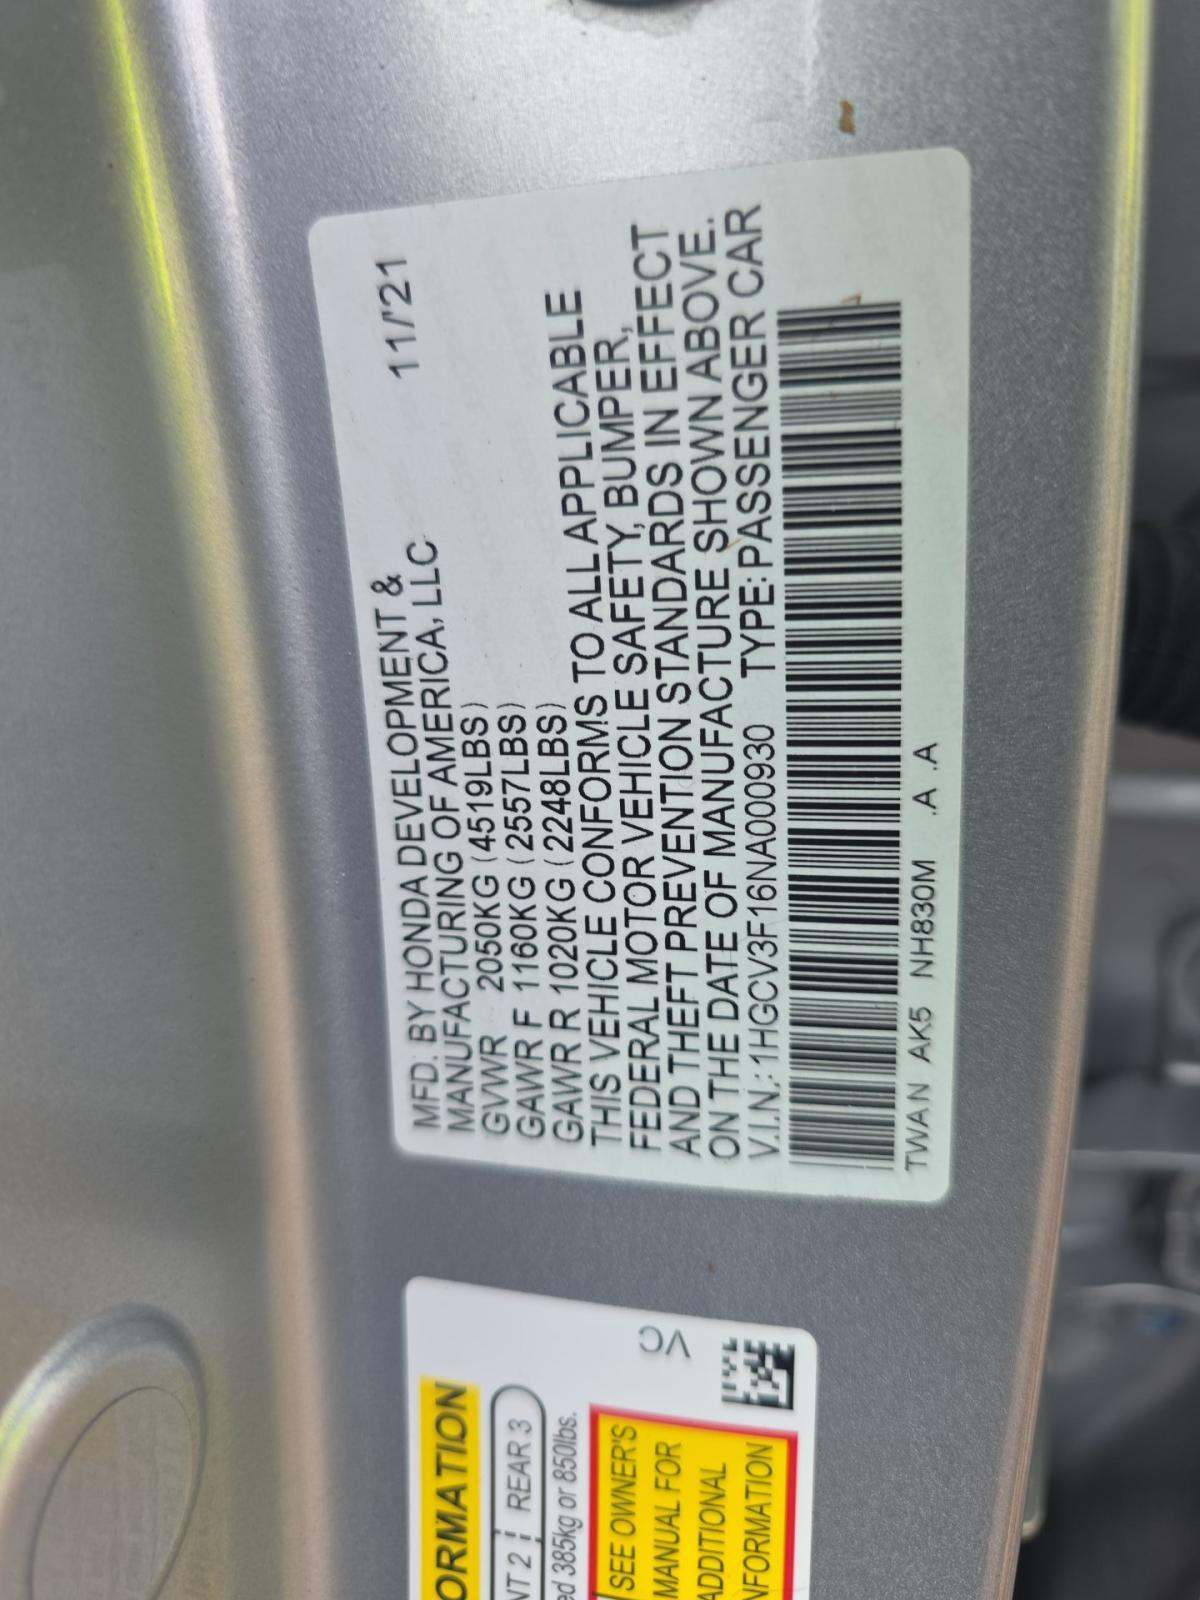 MFD. BY HONDA DEVELOPMENT &
MANUFACTURING OF AMERICA, LLC 11/'21
GVWR 2050KG (4519LBS)
GAWR F 1160KG (2557LBS)
GAWR R 1020KG (2248LBS)
THIS VEHICLE CONFORMS TO ALL APPLICABLE
FEDERAL MOTOR VEHICLE SAFETY, BUMPER,
AND THEFT PREVENTION STANDARDS IN EFFECT
ON THE DATE OF MANUFACTURE SHOWN ABOVE.
V.I.N.: 1HGCV3F16NA000930 TYPE: PASSENGER CAR
TWAN AK5 NH830M .A .A
ORMATION
NT 2 REAR 3
ed 385kg or 850lbs.
VC
SEE OWNER'S
MANUAL FOR
ADDITIONAL
INFORMATION